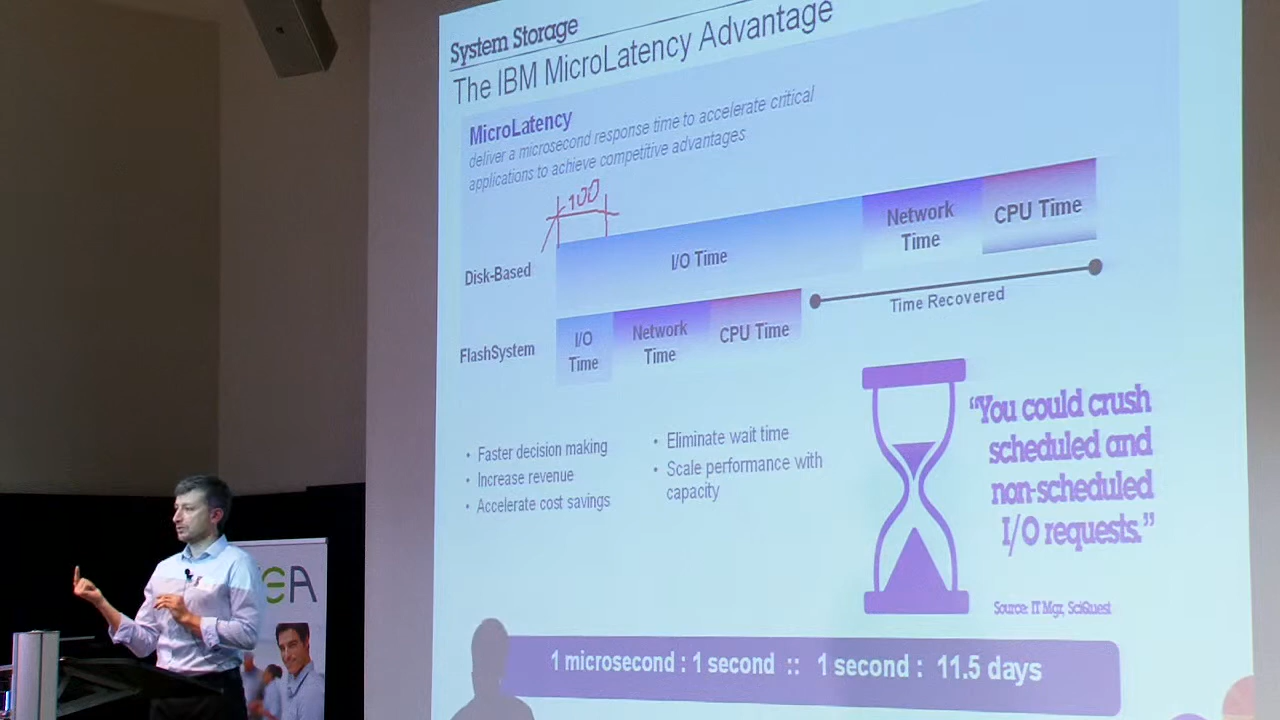 System Storage
The IBM MicroLatency Advantage
MicroLatency
deliver a microsecond response time to accelerate critical
applications to achieve competitive advantages
100
Disk-Based
I/O Time
Network
Time
CPU Time
Time Recovered
FlashSystem
I/O
Time
Network
Time
CPU Time
• Faster decision making
• Increase revenue
• Accelerate cost savings
• Eliminate wait time
• Scale performance with
capacity
“You could crush
scheduled and
non-scheduled
I/O requests.”
Source: IT Mgr, SciQuest
1 microsecond : 1 second :: 1 second : 11.5 days